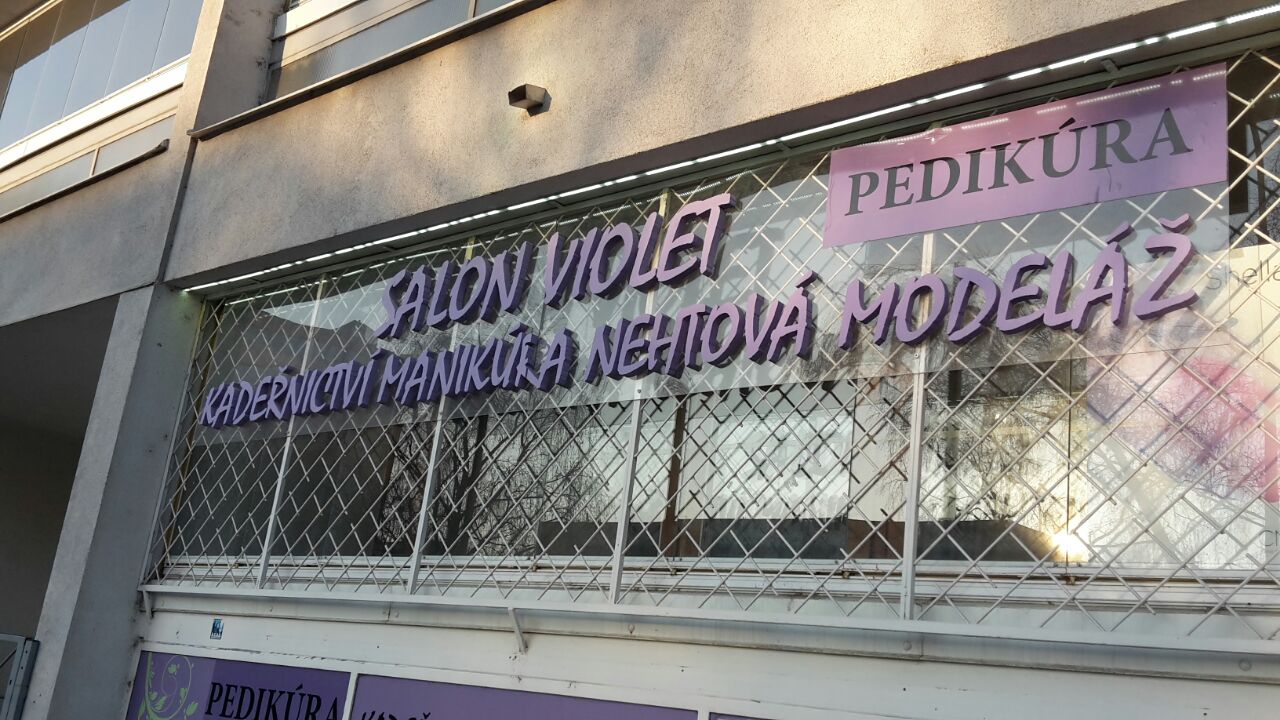 PEDIKÚRA
SALON VIOLET
KADEŘNICTVÍ MANIKÚRA NEHTOVÁ MODELÁŽ
PEDIKÚRA